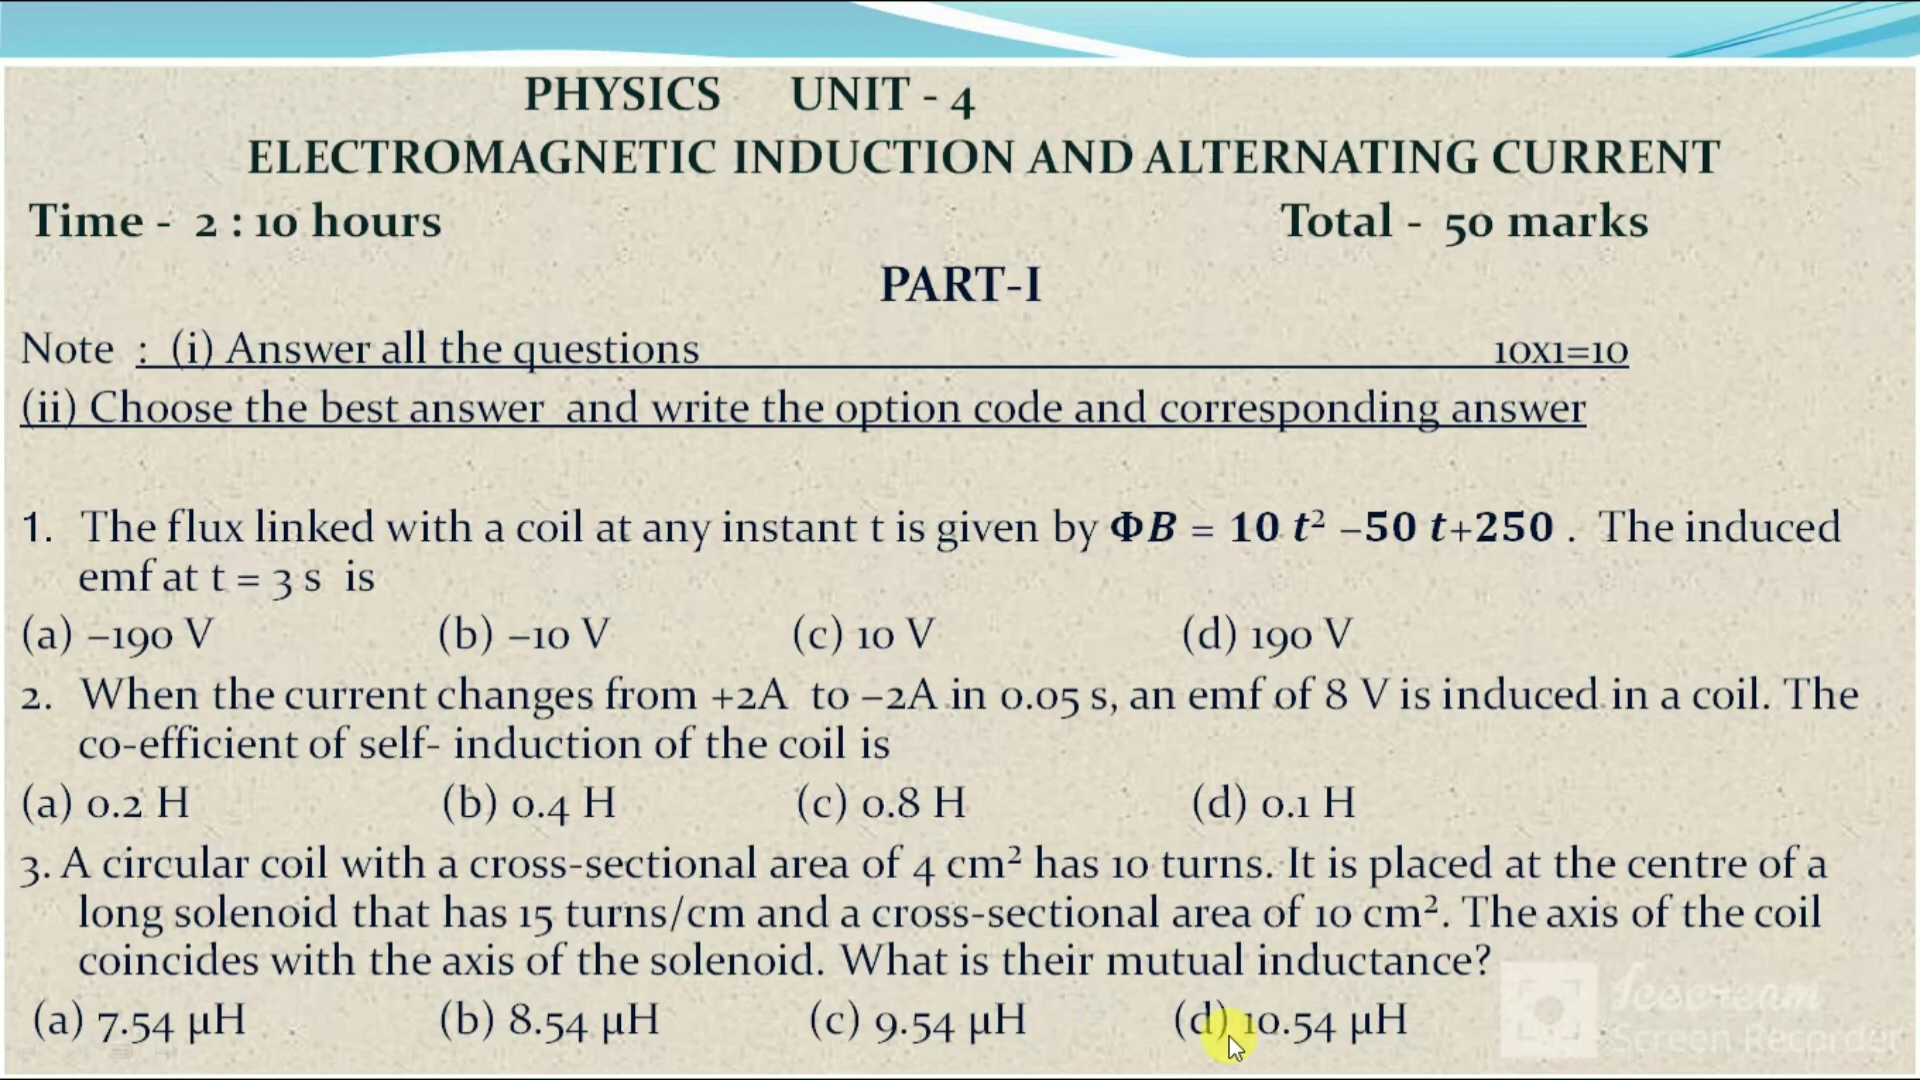 PHYSICS UNIT - 4
ELECTROMAGNETIC INDUCTION AND ALTERNATING CURRENT
Time - 2 : 10 hours Total - 50 marks
PART-I
Note : (i) Answer all the questions 10X1=10
(ii) Choose the best answer and write the option code and corresponding answer
1. The flux linked with a coil at any instant t is given by ΦB = 10 t² –50 t+250 . The induced
emf at t = 3 s is
(a) –190 V (b) –10 V (c) 10 V (d) 190 V
2. When the current changes from +2A to –2A in 0.05 s, an emf of 8 V is induced in a coil. The
co-efficient of self- induction of the coil is
(a) 0.2 H (b) 0.4 H (c) 0.8 H (d) 0.1 H
3. A circular coil with a cross-sectional area of 4 cm² has 10 turns. It is placed at the centre of a
long solenoid that has 15 turns/cm and a cross-sectional area of 10 cm². The axis of the coil
coincides with the axis of the solenoid. What is their mutual inductance?
(a) 7.54 µH (b) 8.54 µH (c) 9.54 µH (d) 10.54 µH
Icecream
Screen Recorder